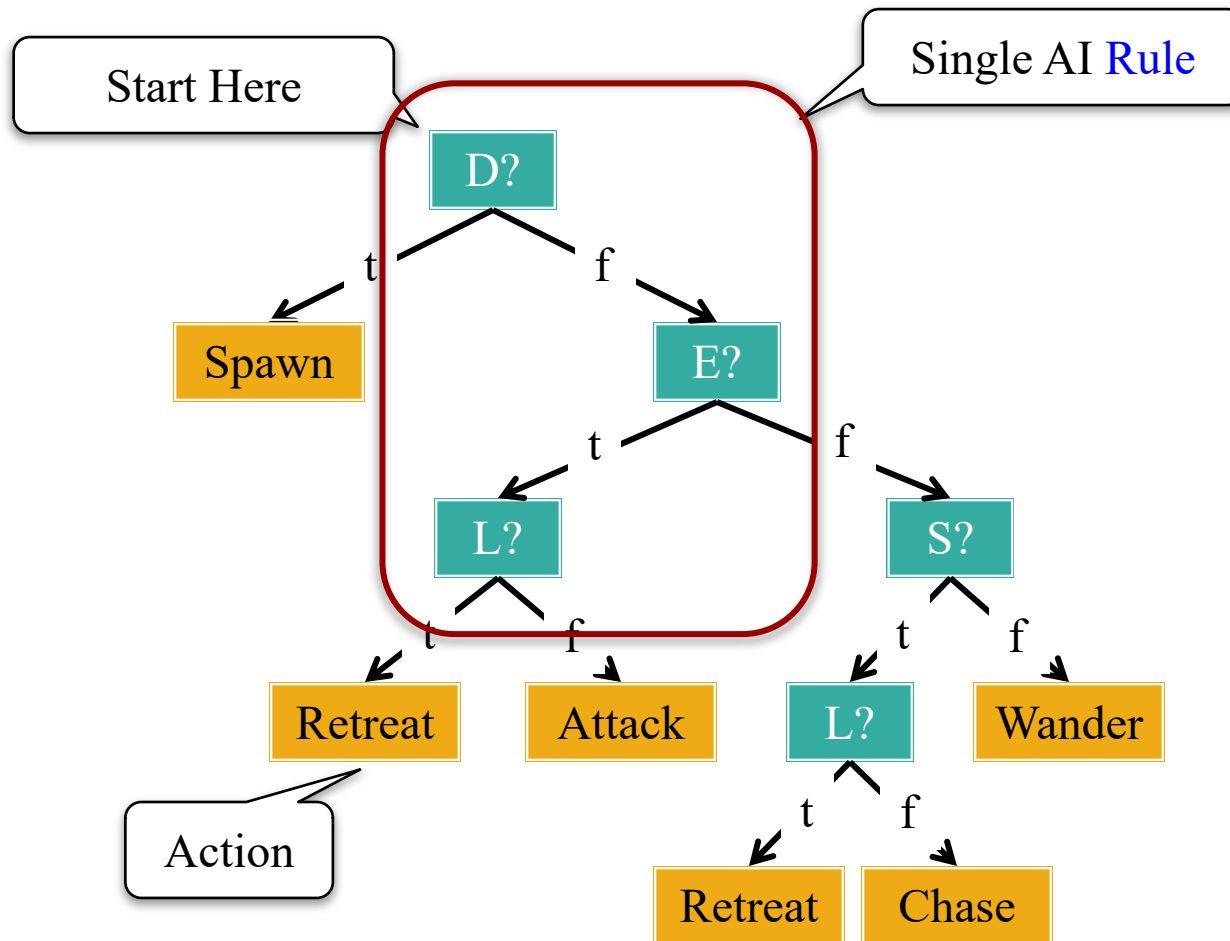 Start Here
Single AI Rule
D?
t
f
Spawn
E?
t
f
L?
S?
t
f
t
f
Retreat
Attack
L?
Wander
Action
t
f
Retreat
Chase